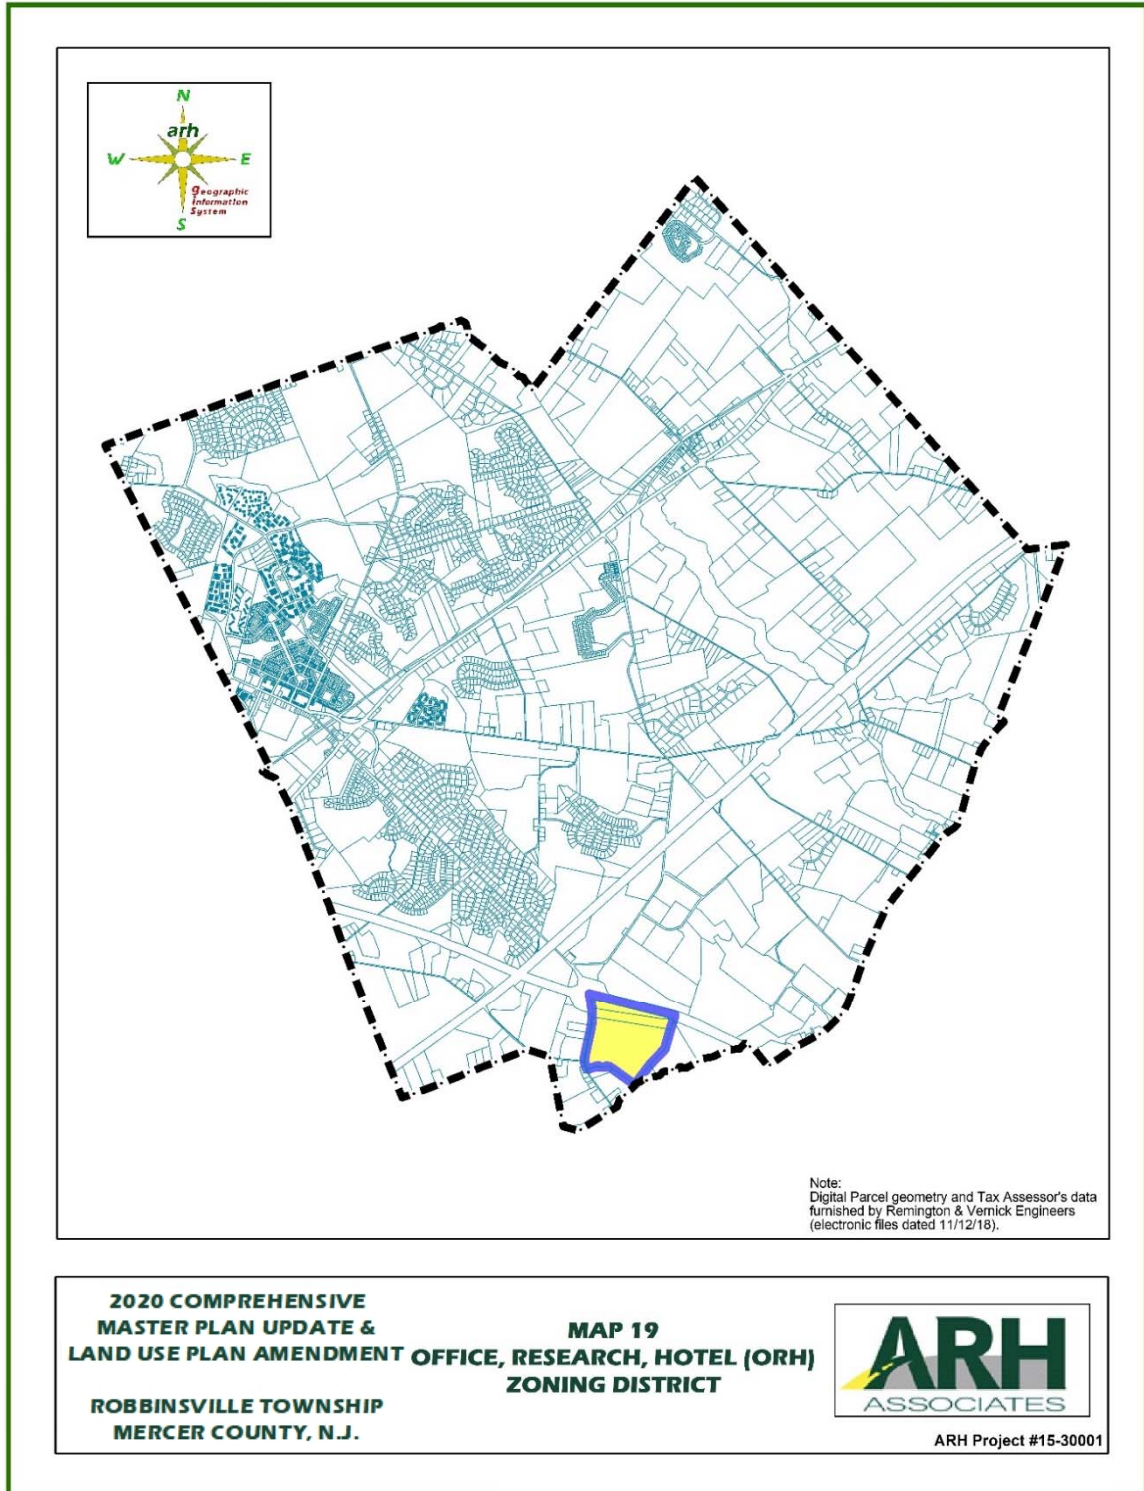 N
arh
W
E
geographic
Information
System
S
Note:
Digital Parcel geometry and Tax Assessor's data
furnished by Remington & Vernick Engineers
(electronic files dated 11/12/18).
2020 COMPREHENSIVE
MASTER PLAN UPDATE &
LAND USE PLAN AMENDMENT
ROBBINSVILLE TOWNSHIP
MERCER COUNTY, N.J.
MAP 19
OFFICE, RESEARCH, HOTEL (ORH)
ZONING DISTRICT
ARH
ASSOCIATES
ARH Project #15-30001